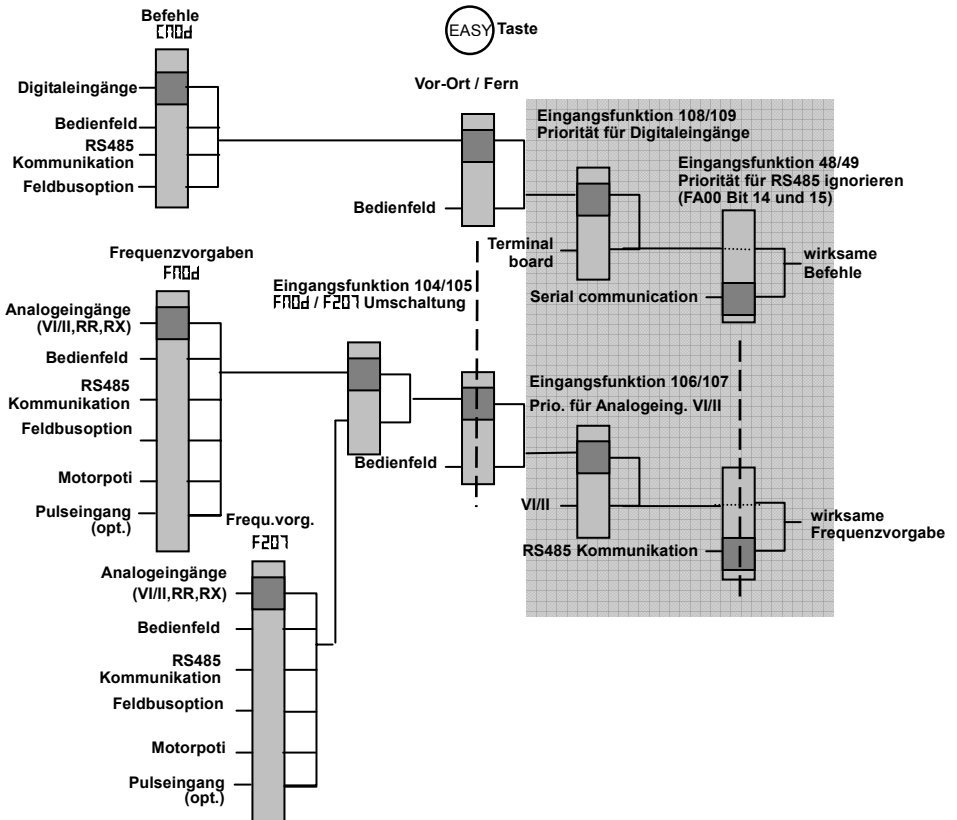 Befehle
CMOd
EASY Taste
Digitaleingänge
Bedienfeld
RS485
Kommunikation
Feldbusoption
Vor-Ort / Fern
Bedienfeld
Eingangsfunktion 108/109
Priorität für Digitaleingänge
Eingangsfunktion 48/49
Priorität für RS485 ignorieren
(FA00 Bit 14 und 15)
Terminal
board
Serial communication
wirksame
Befehle
Frequenzvorgaben
FMOd
Analogeingänge
(VI/II,RR,RX)
Bedienfeld
RS485
Kommunikation
Feldbusoption
Motorpoti
Pulseingang
(opt.)
Eingangsfunktion 104/105
FMOd / F207 Umschaltung
Bedienfeld
Eingangsfunktion 106/107
Prio. für Analogeing. VI/II
VI/II
RS485 Kommunikation
wirksame
Frequenzvorgabe
Frequ.vorg.
F207
Analogeingänge
(VI/II,RR,RX)
Bedienfeld
RS485
Kommunikation
Feldbusoption
Motorpoti
Pulseingang
(opt.)